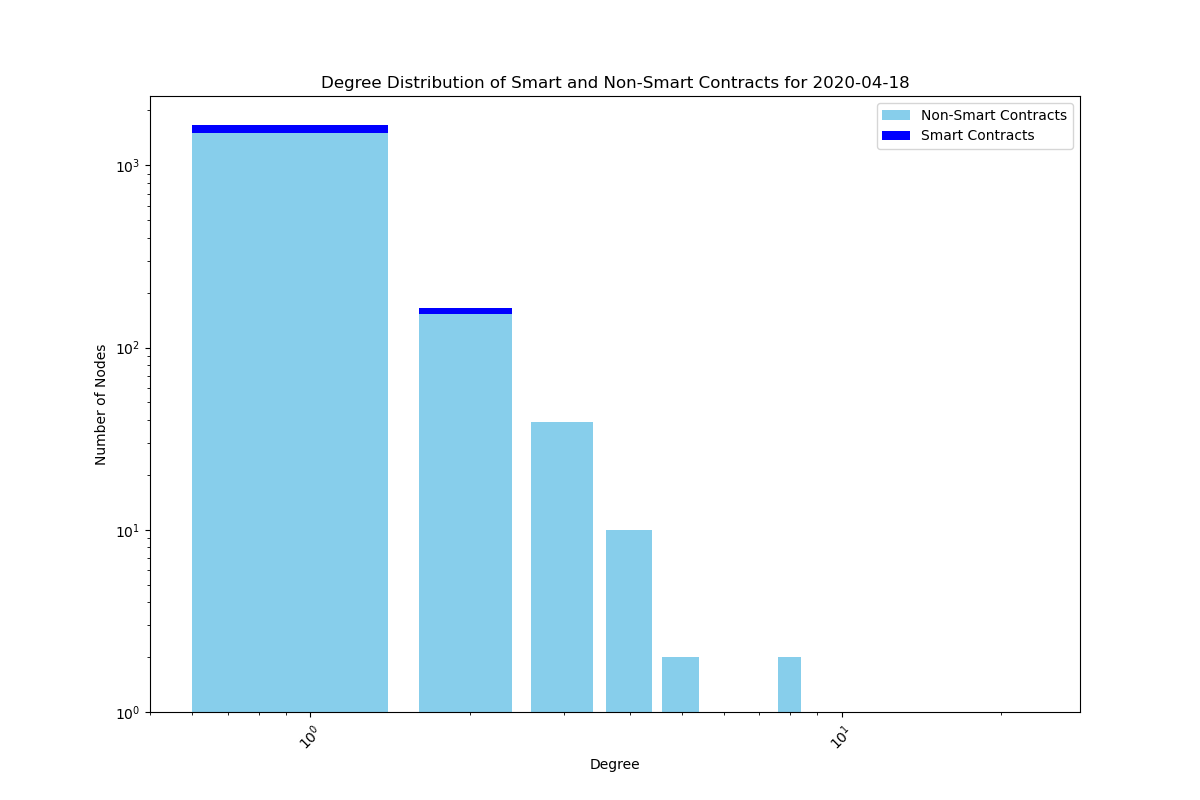 Degree Distribution of Smart and Non-Smart Contracts for 2020-04-18
Non-Smart Contracts
Smart Contracts
Number of Nodes
10³
10²
10¹
10⁰
10⁰
10¹
Degree